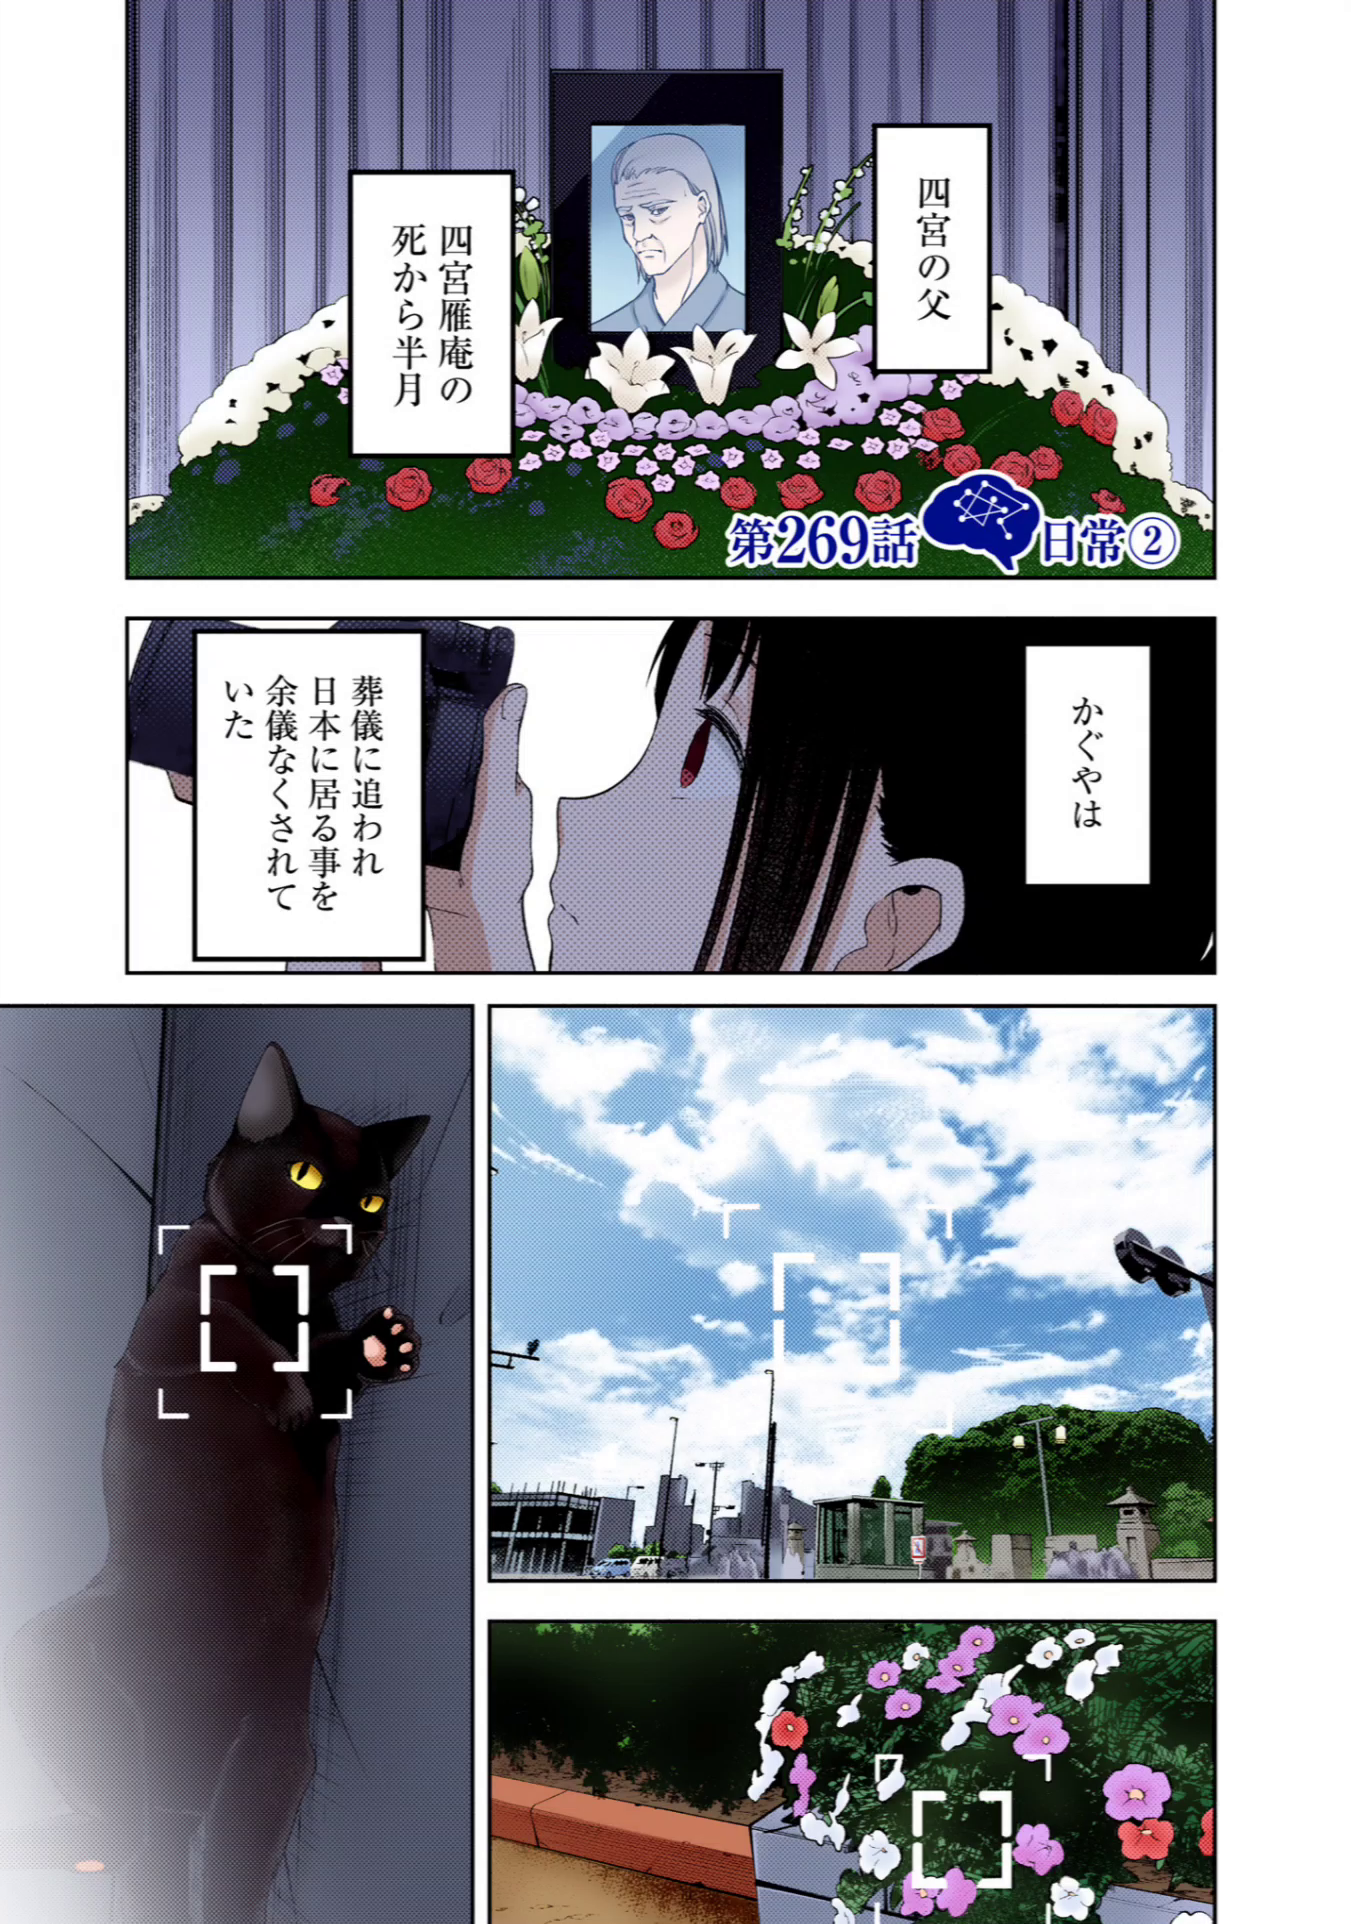 四宮の父
四宮雁庵の
死から半月
第269話 日常②
かぐやは
葬儀に追われ
日本に居る事を
余儀なくされて
いた